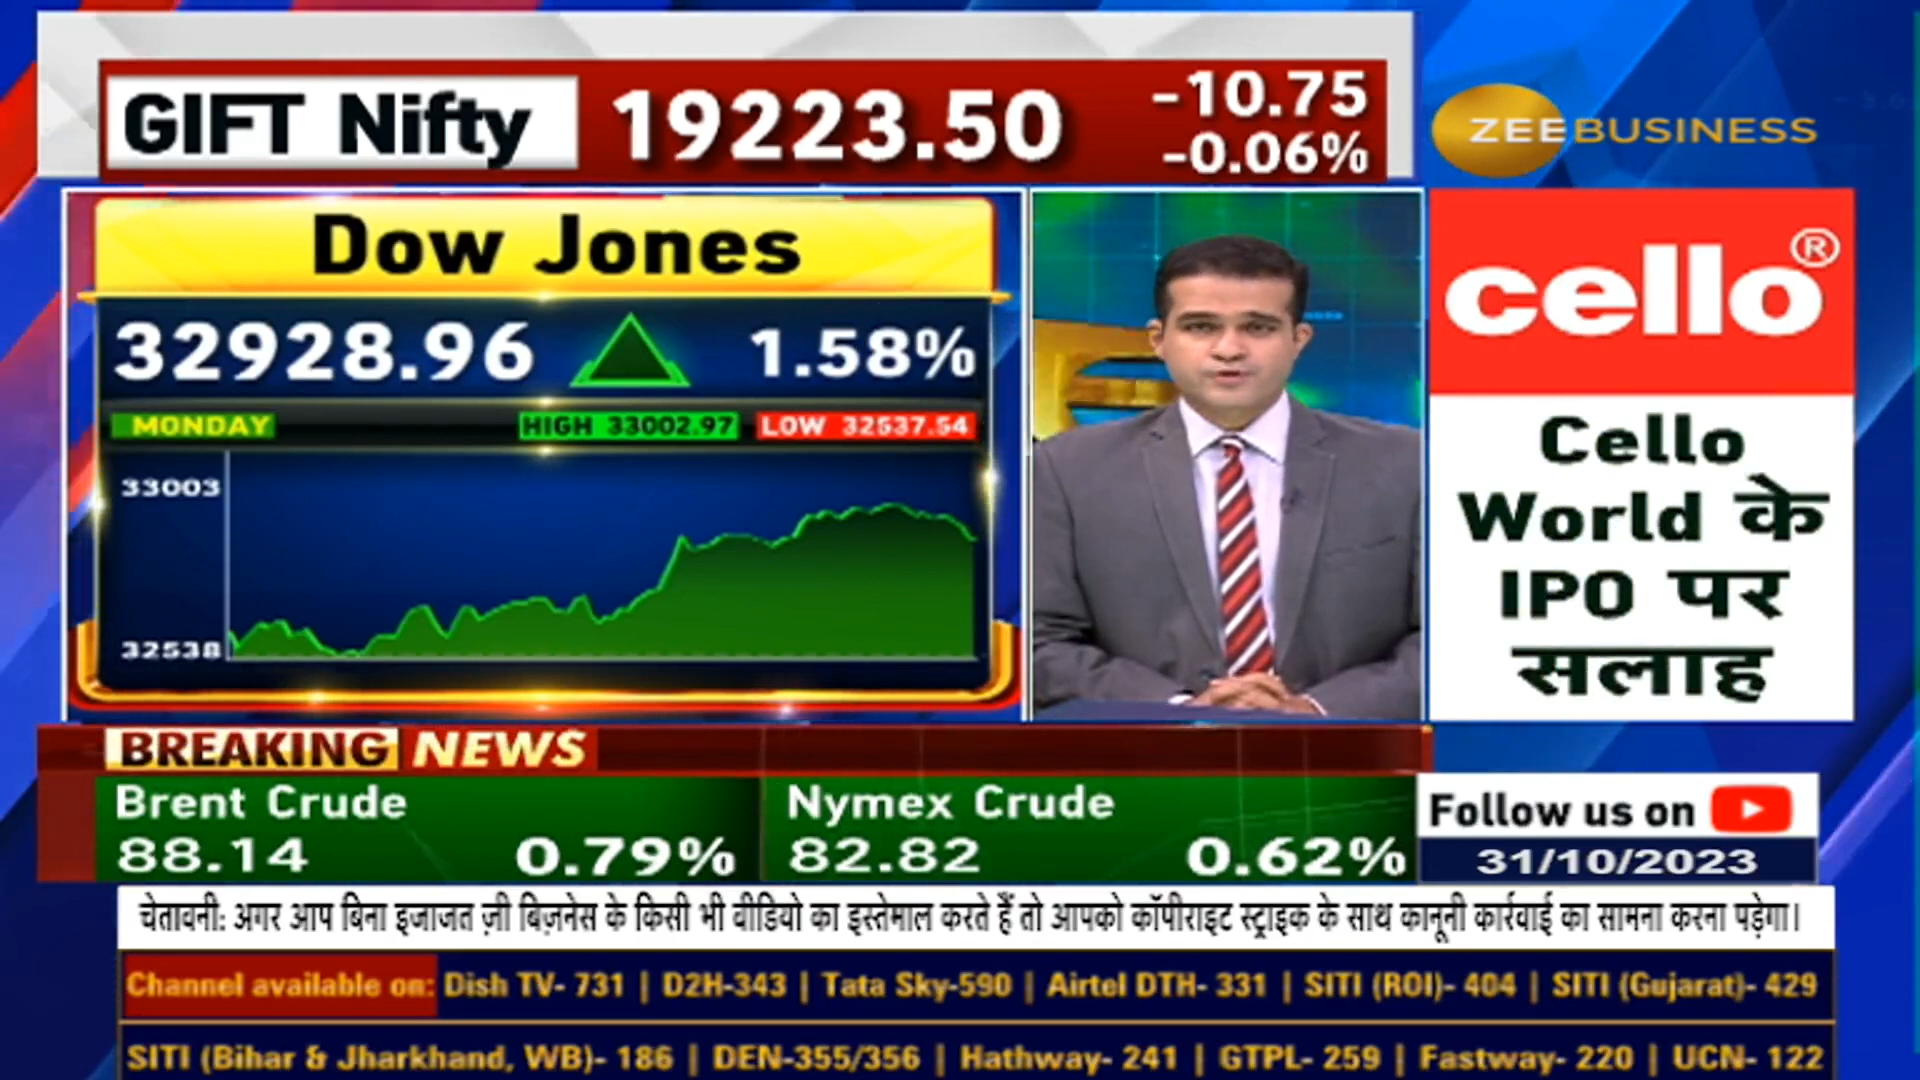 GIFT Nifty 19223.50 -10.75
-0.06%
ZEEBUSINESS
Dow Jones
32928.96 1.58%
MONDAY HIGH 33002.97 LOW 32537.54
33003
32538
cello®
Cello
World के
IPO पर
सलाह
BREAKING NEWS
Brent Crude
88.14 0.79%
Nymex Crude
82.82 0.62%
Follow us on
31/10/2023
चेतावनी: अगर आप बिना इजाजत ज़ी बिज़नेस के किसी भी वीडियो का इस्तेमाल करते हैं तो आपको कॉपीराइट स्ट्राइक के साथ कानूनी कार्रवाई का सामना करना पड़ेगा।
Channel available on: Dish TV- 731 | D2H-343 | Tata Sky-590 | Airtel DTH- 331 | SITI (ROI)- 404 | SITI (Gujarat)- 429
SITI (Bihar & Jharkhand, WB)- 186 | DEN-355/356 | Hathway- 241 | GTPL- 259 | Fastway- 220 | UCN- 122